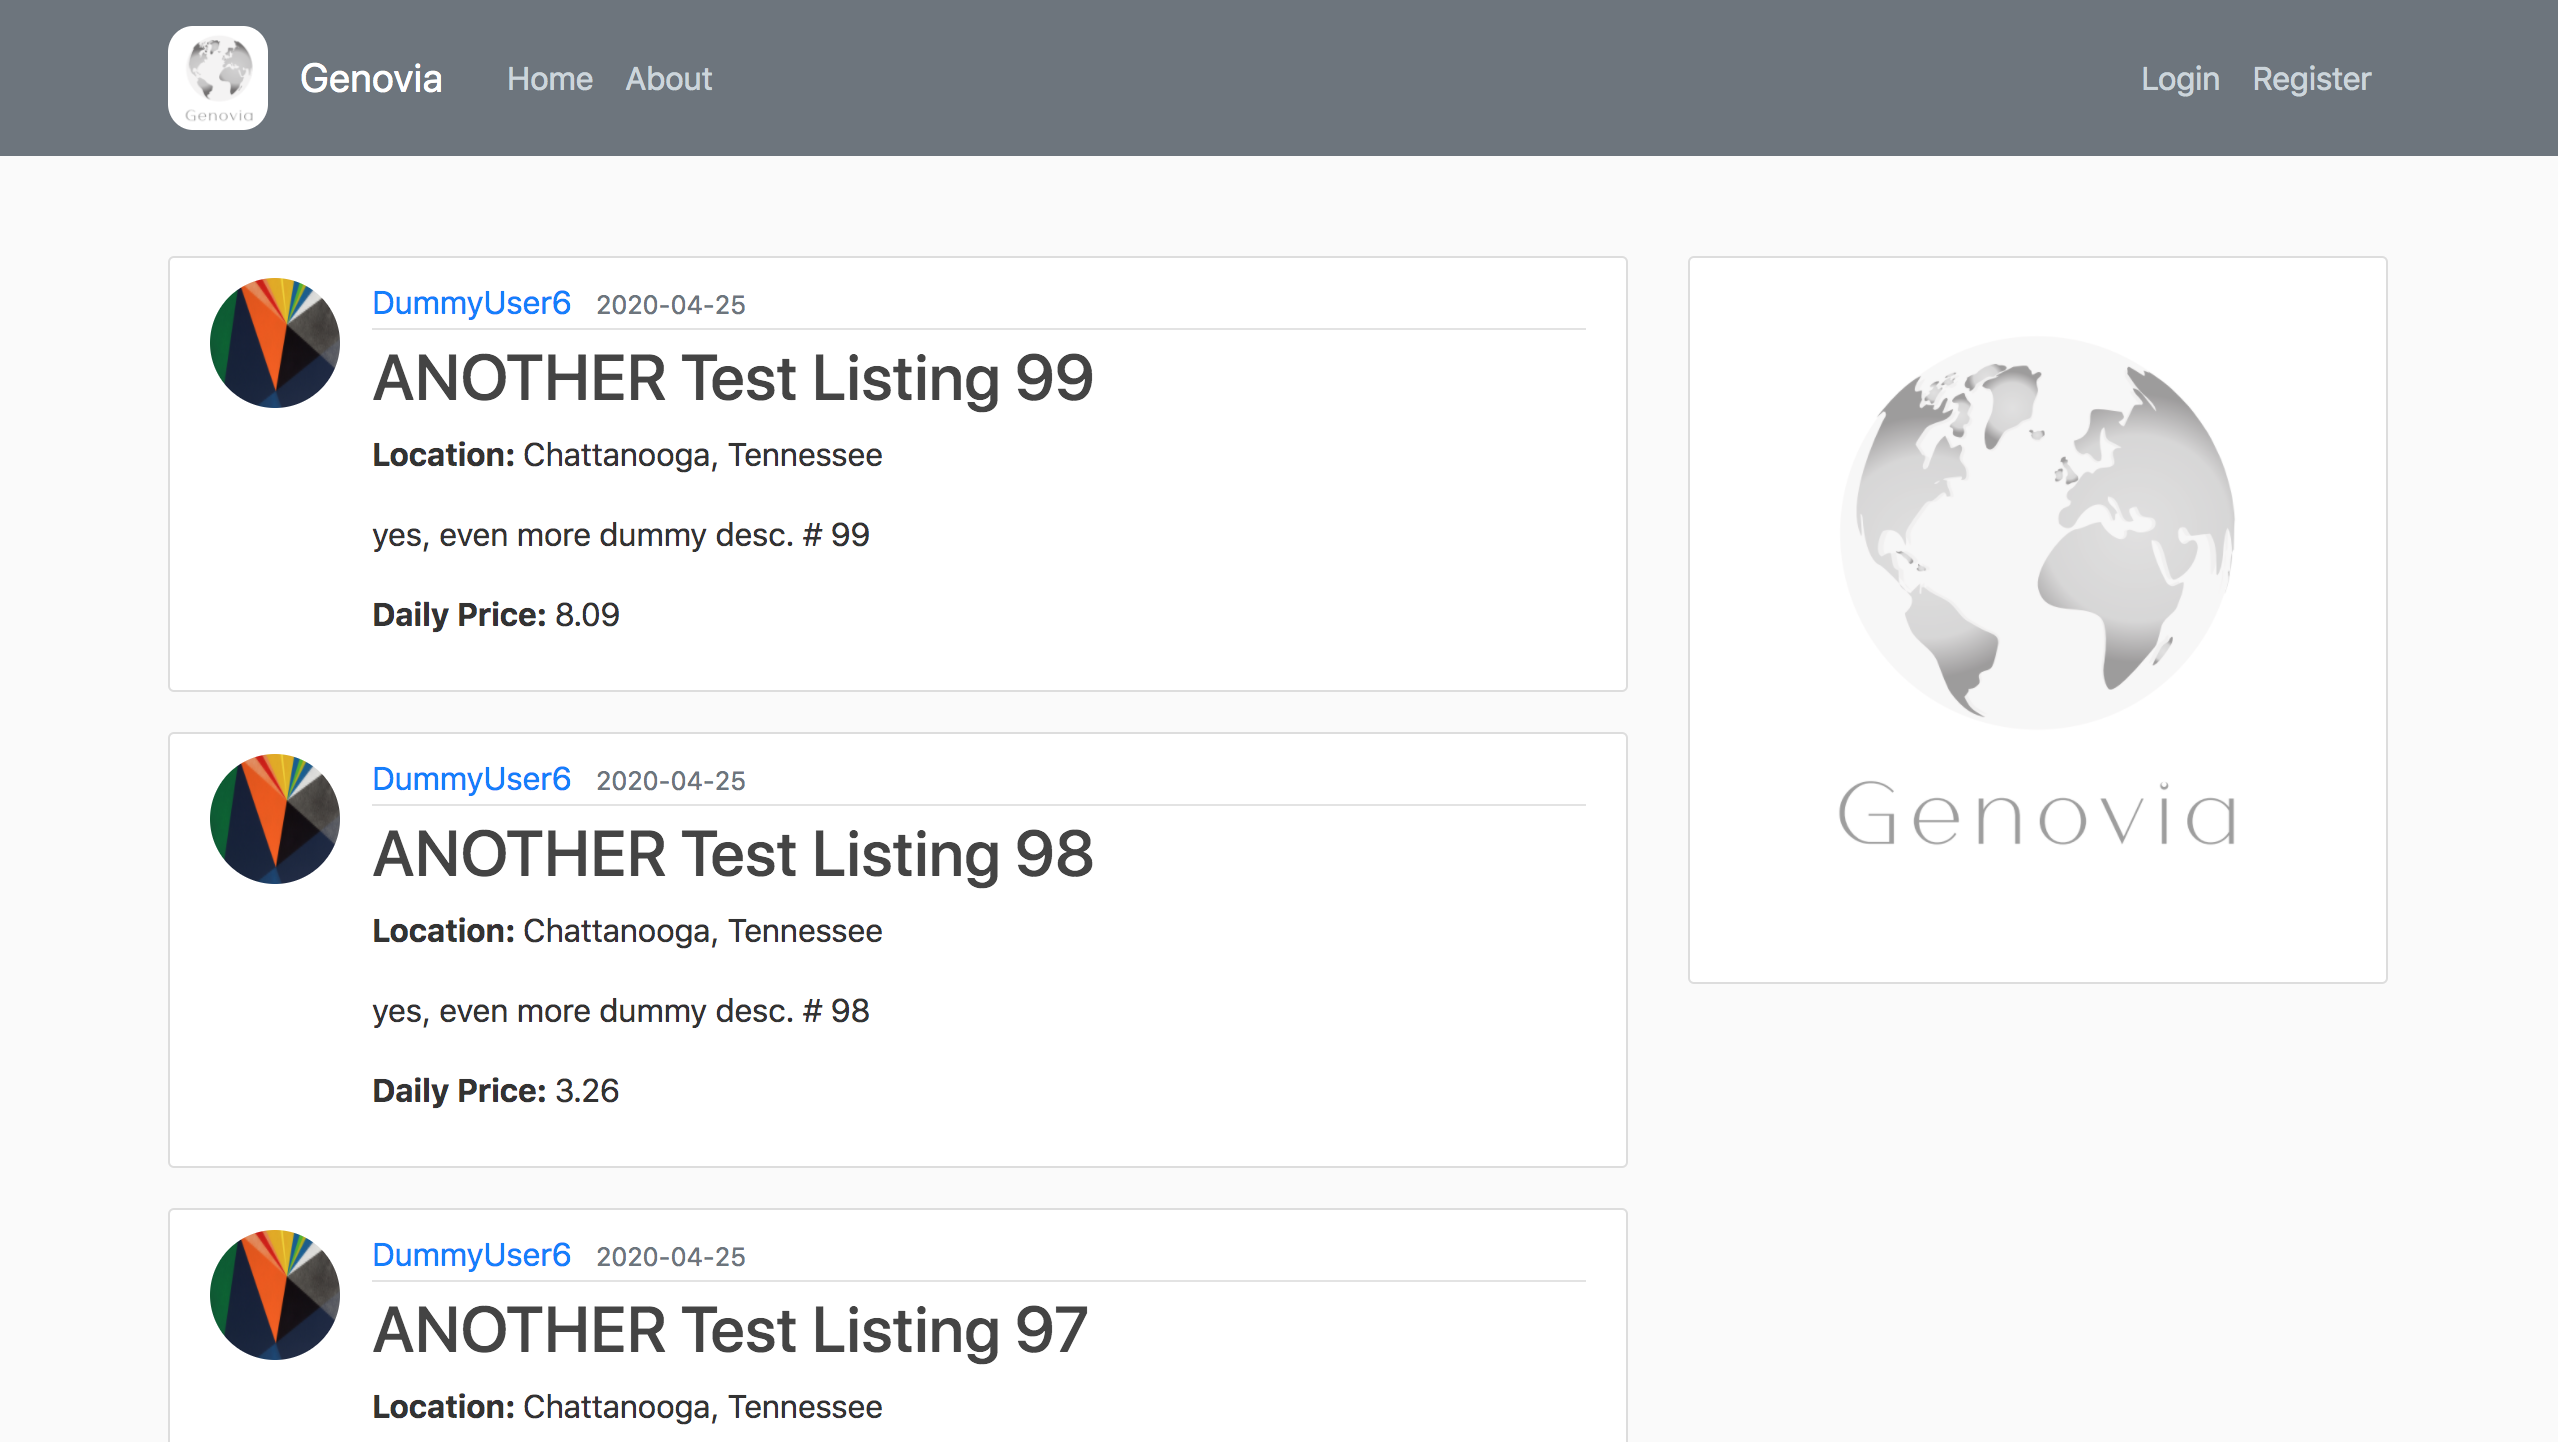 Genovia
Genovia Home About Login Register
DummyUser6 2020-04-25
ANOTHER Test Listing 99
Location: Chattanooga, Tennessee
yes, even more dummy desc. # 99
Daily Price: 8.09
DummyUser6 2020-04-25
ANOTHER Test Listing 98
Location: Chattanooga, Tennessee
yes, even more dummy desc. # 98
Daily Price: 3.26
DummyUser6 2020-04-25
ANOTHER Test Listing 97
Location: Chattanooga, Tennessee
Genovia